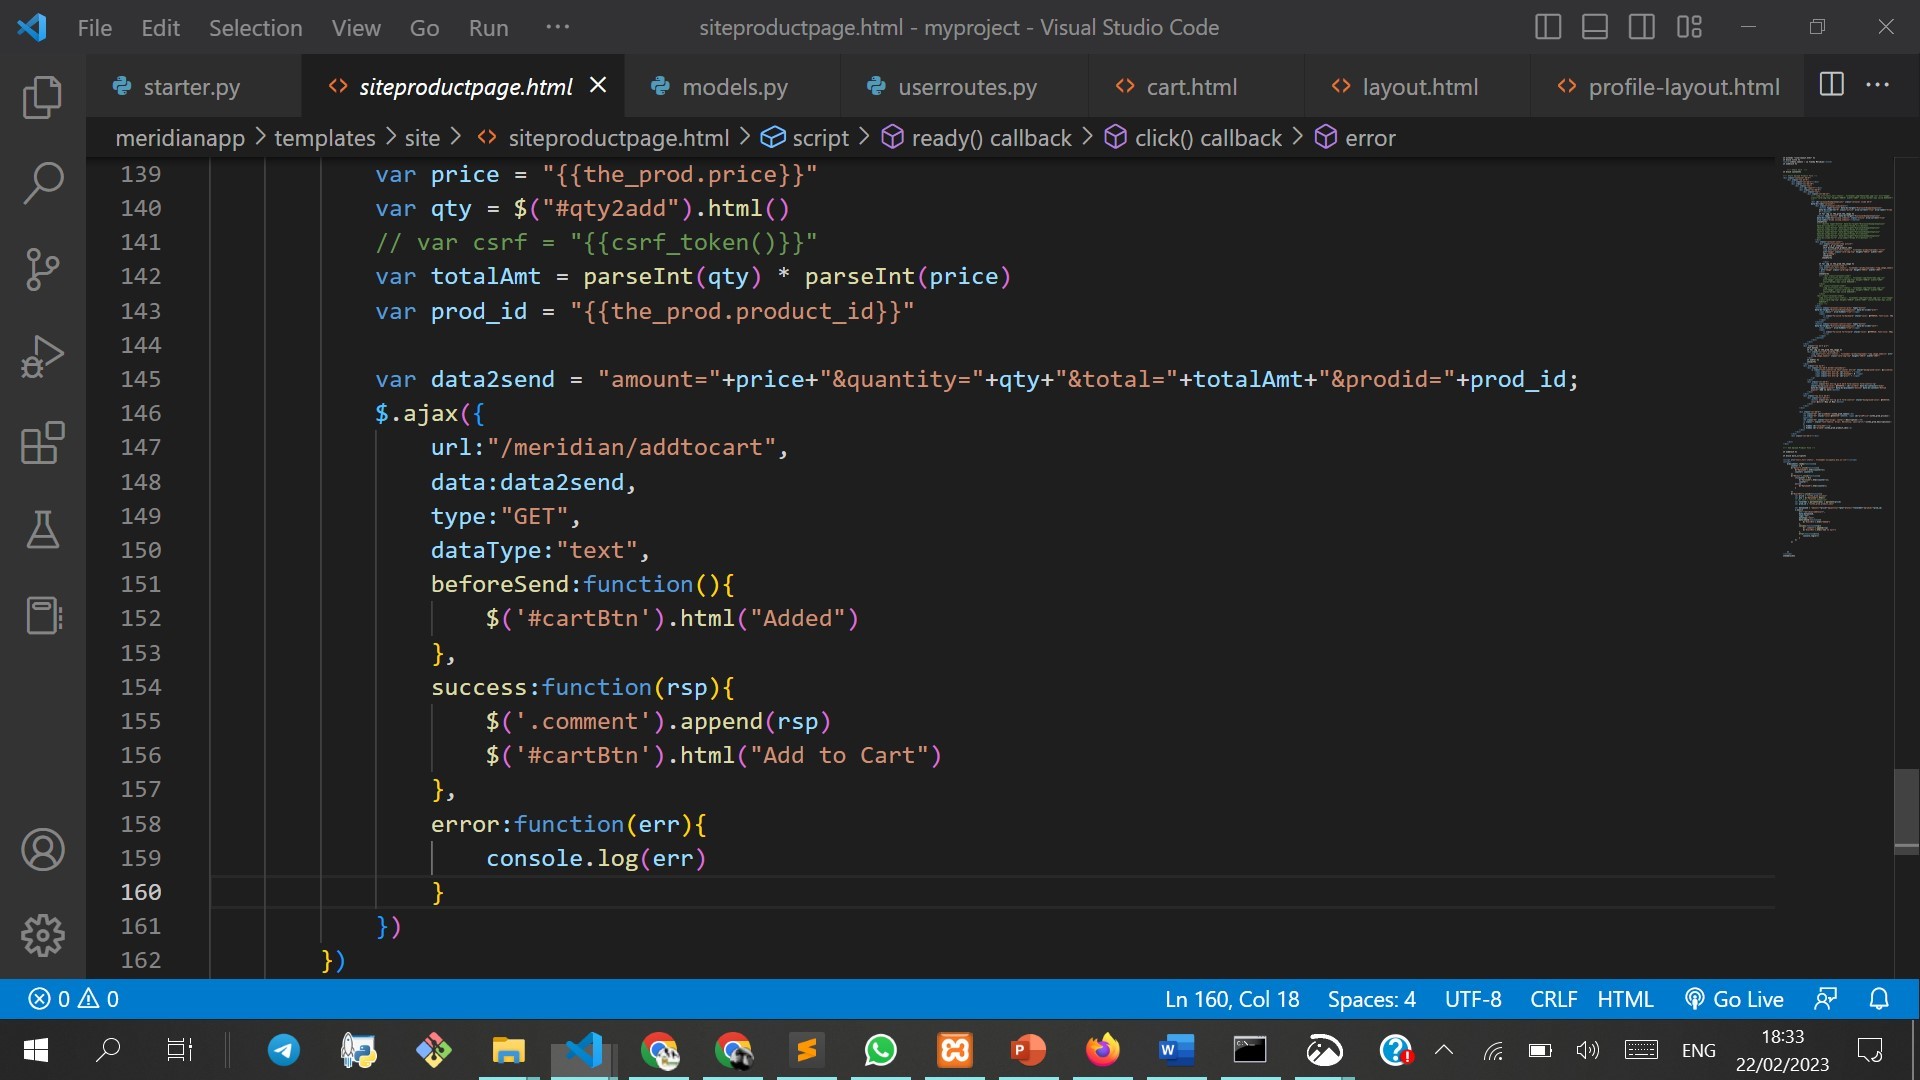 File Edit Selection View Go Run ··· siteproductpage.html - myproject - Visual Studio Code
starter.py siteproductpage.html models.py userroutes.py cart.html layout.html profile-layout.html ···
meridianapp > templates > site > siteproductpage.html > script > ready() callback > click() callback > error
139 var price = "{{the_prod.price}}"
140 var qty = $("#qty2add").html()
141 // var csrf = "{{csrf_token()}}"
142 var totalAmt = parseInt(qty) * parseInt(price)
143 var prod_id = "{{the_prod.product_id}}"
144
145 var data2send = "amount="+price+"&quantity="+qty+"&total="+totalAmt+"&prodid="+prod_id;
146 $.ajax({
147 url:"/meridian/addtocart",
148 data:data2send,
149 type:"GET",
150 dataType:"text",
151 beforeSend:function(){
152 $('#cartBtn').html("Added")
153 },
154 success:function(rsp){
155 $('.comment').append(rsp)
156 $('#cartBtn').html("Add to Cart")
157 },
158 error:function(err){
159 console.log(err)
160 }
161 })
162 })
0 0 Ln 160, Col 18 Spaces: 4 UTF-8 CRLF HTML Go Live
ENG 18:33
22/02/2023